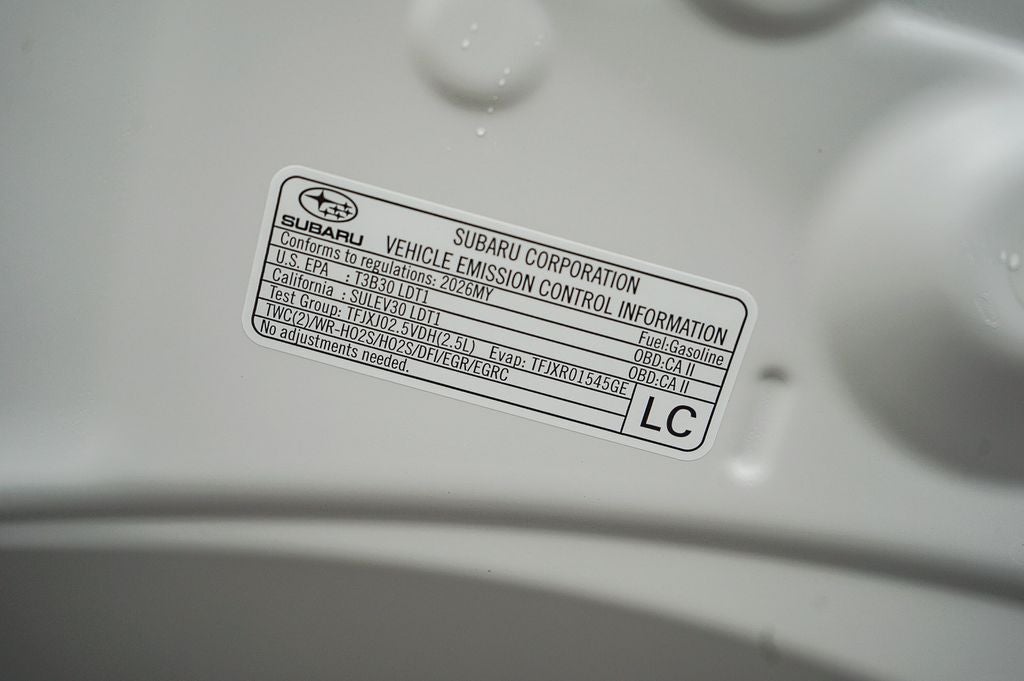 SUBARU
SUBARU CORPORATION
VEHICLE EMISSION CONTROL INFORMATION
Conforms to regulations: 2026MY Fuel:Gasoline
U.S. EPA : T3B30 LDT1 OBD:CA II
California : SULEV30 LDT1 OBD:CA II
Test Group: TFJXJ02.5VDH(2.5L) Evap: TFJXR01545GE
TWC(2)/WR-HO2S/HO2S/DFI/EGR/EGRC
No adjustments needed.
LC